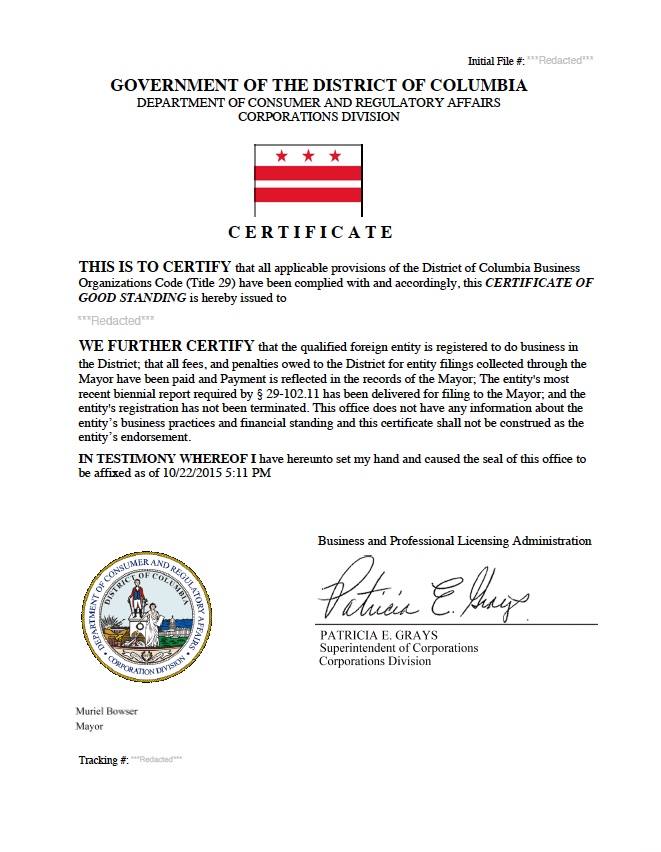 Initial File #: ***Redacted***
GOVERNMENT OF THE DISTRICT OF COLUMBIA
DEPARTMENT OF CONSUMER AND REGULATORY AFFAIRS
CORPORATIONS DIVISION
CERTIFICATE
THIS IS TO CERTIFY that all applicable provisions of the District of Columbia Business
Organizations Code (Title 29) have been complied with and accordingly, this CERTIFICATE OF
GOOD STANDING is hereby issued to
***Redacted***
WE FURTHER CERTIFY that the qualified foreign entity is registered to do business in
the District; that all fees, and penalties owed to the District for entity filings collected through the
Mayor have been paid and Payment is reflected in the records of the Mayor; The entity's most
recent biennial report required by § 29-102.11 has been delivered for filing to the Mayor; and the
entity's registration has not been terminated. This office does not have any information about the
entity’s business practices and financial standing and this certificate shall not be construed as the
entity’s endorsement.
IN TESTIMONY WHEREOF I have hereunto set my hand and caused the seal of this office to
be affixed as of 10/22/2015 5:11 PM
Business and Professional Licensing Administration
Patricia E. Grays
PATRICIA E. GRAYS
Superintendent of Corporations
Corporations Division
DEPARTMENT OF CONSUMER AND REGULATORY AFFAIRS
DISTRICT OF COLUMBIA
• CORPORATION DIVISION •
Muriel Bowser
Mayor
Tracking #: ***Redacted***